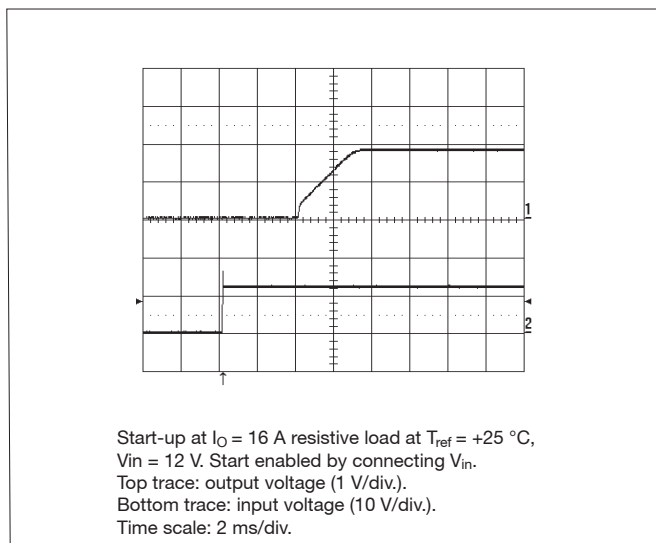 1
2
Start-up at IO = 16 A resistive load at Tref = +25 °C,
Vin = 12 V. Start enabled by connecting Vin.
Top trace: output voltage (1 V/div.).
Bottom trace: input voltage (10 V/div.).
Time scale: 2 ms/div.